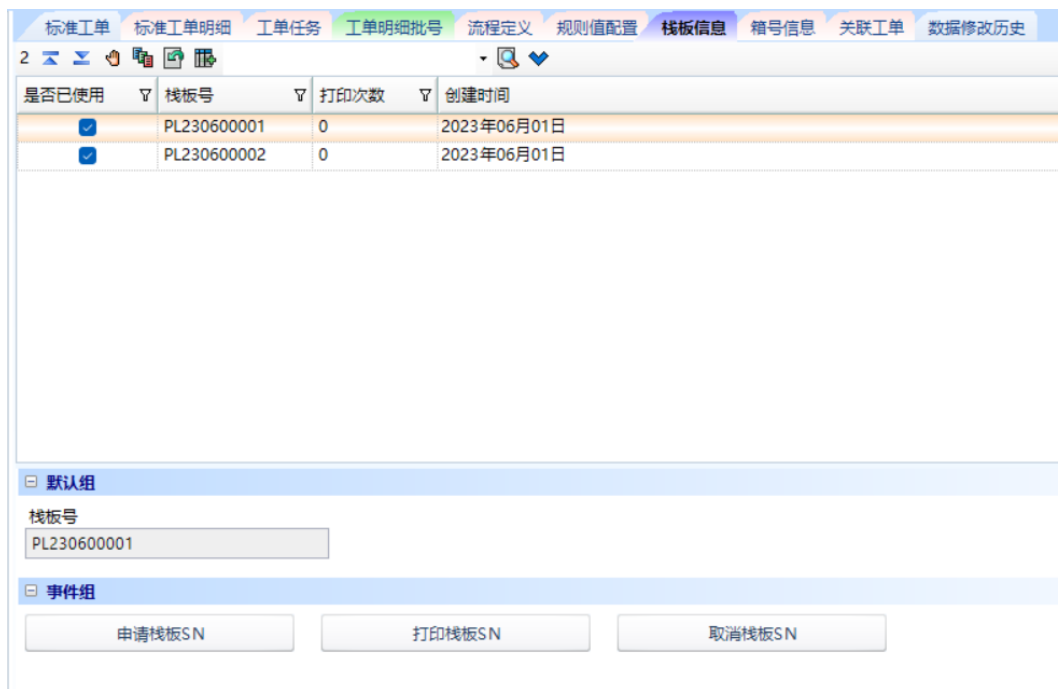 标准工单 标准工单明细 工单任务 工单明细批号 流程定义 规则值配置 栈板信息 箱号信息 关联工单 数据修改历史
2
是否已使用 栈板号 打印次数 创建时间
PL230600001 0 2023年06月01日
PL230600002 0 2023年06月01日
默认组
栈板号
PL230600001
事件组
申请栈板SN 打印栈板SN 取消栈板SN